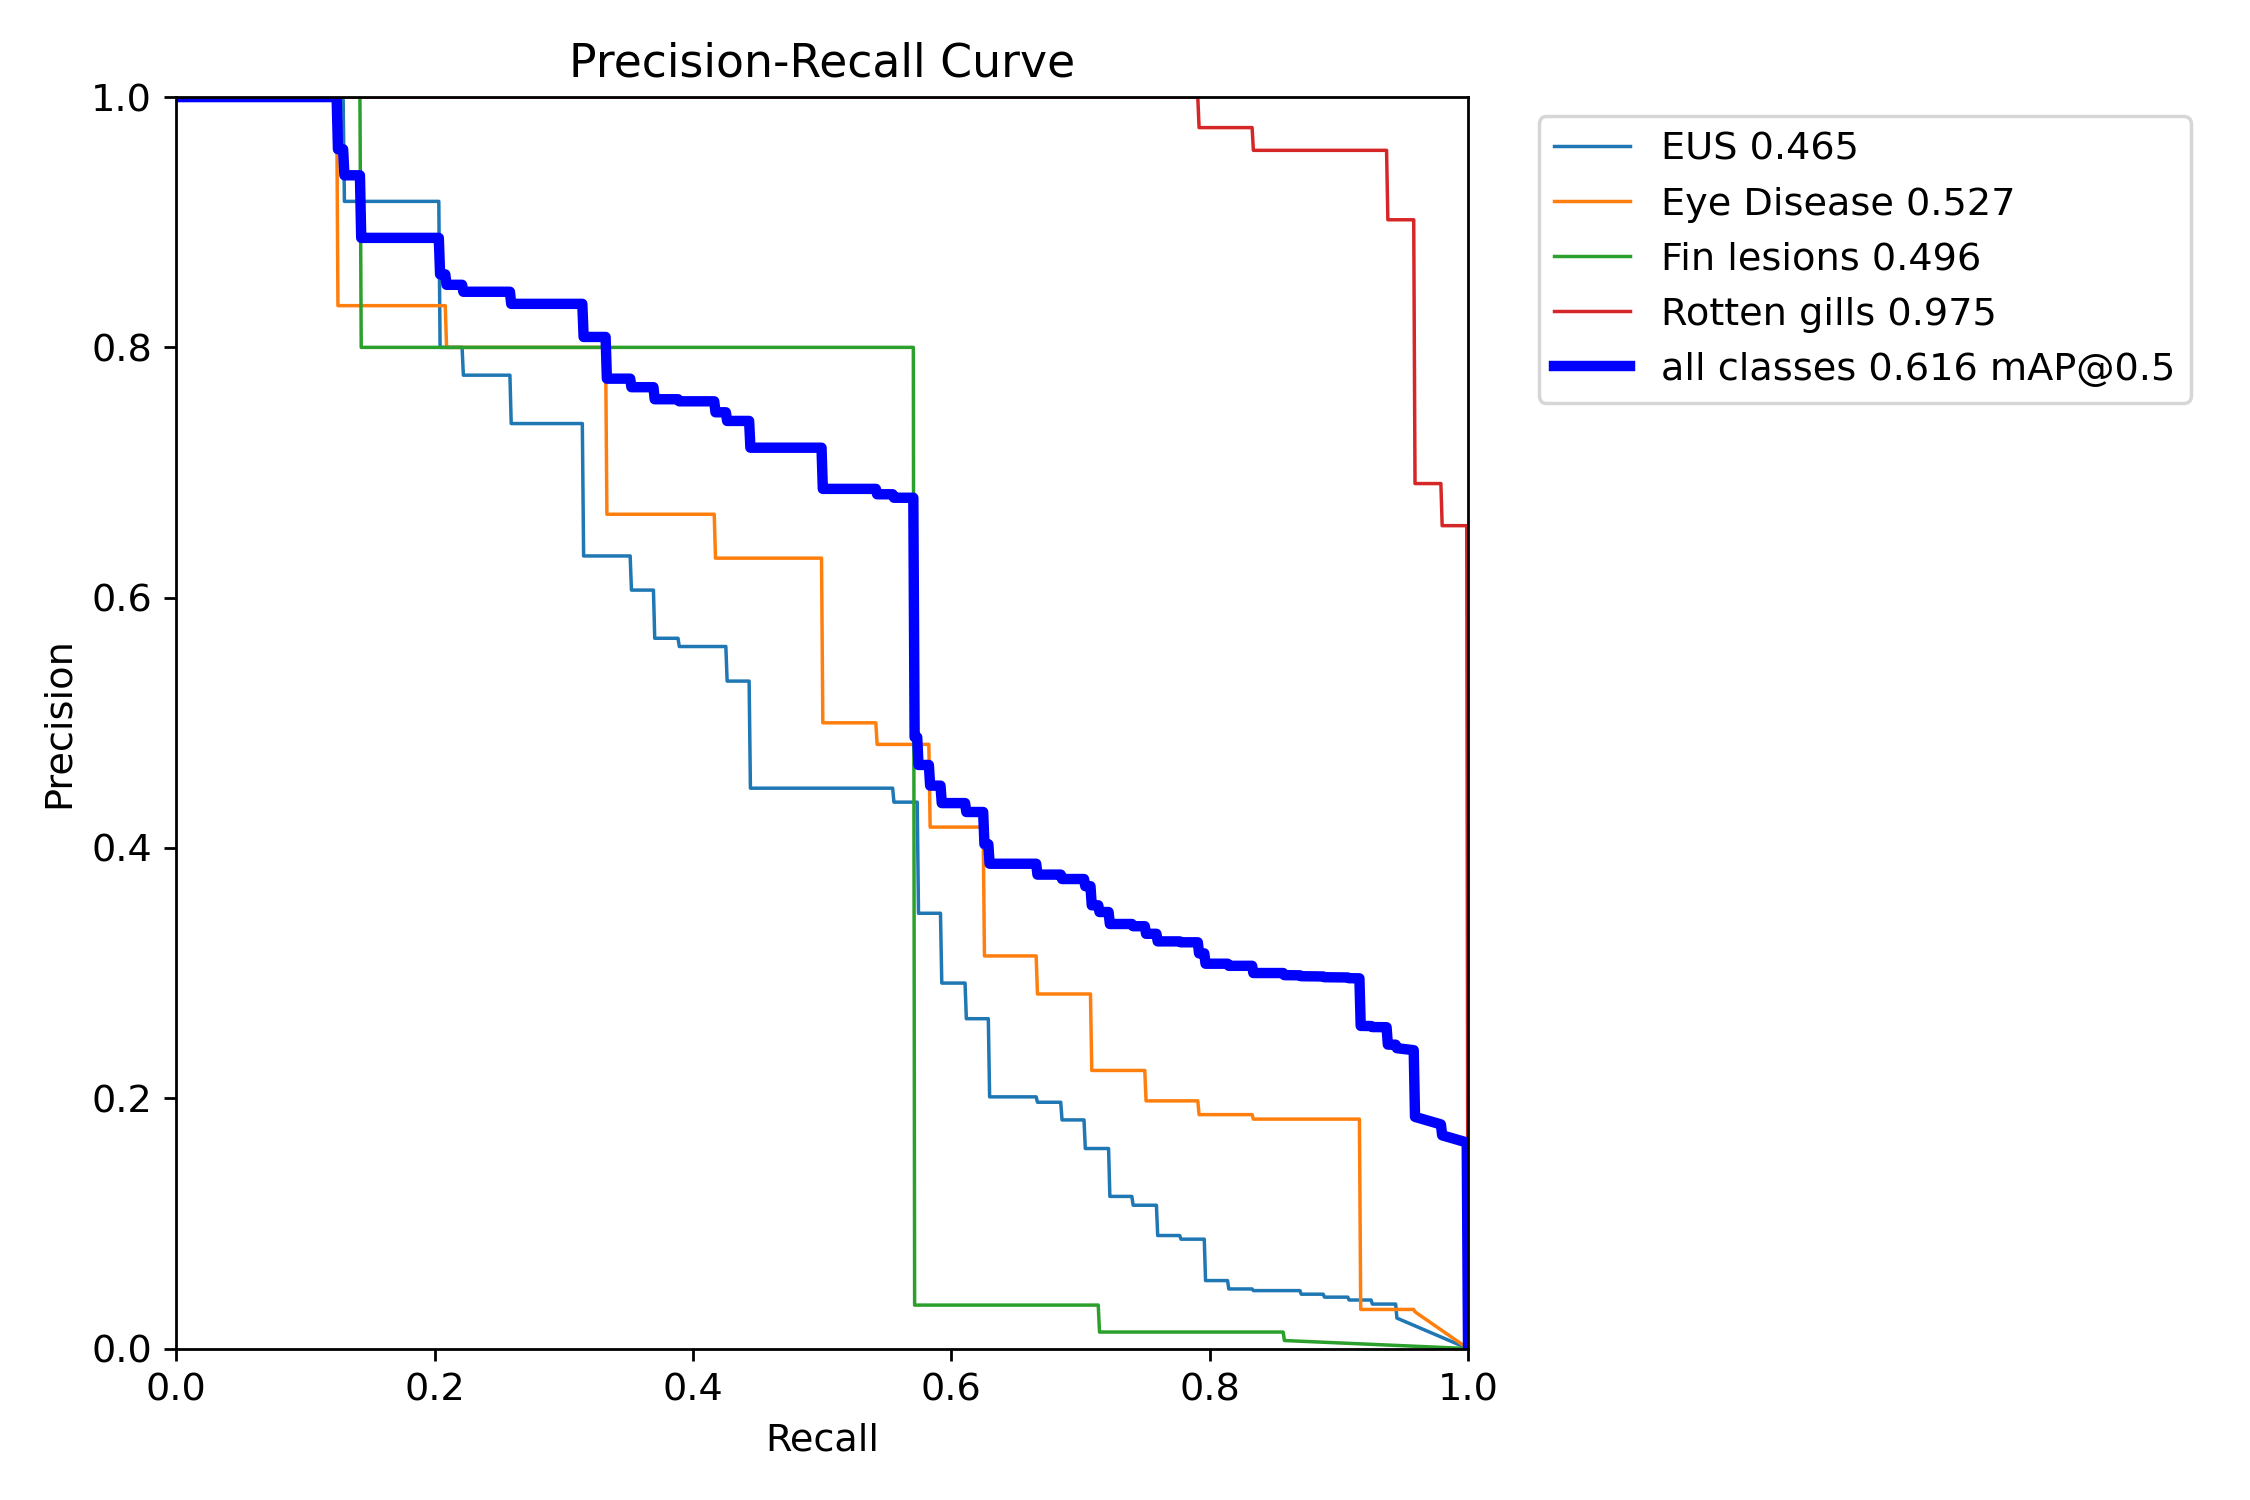 Precision-Recall Curve
1.0
0.8
0.6
0.4
0.2
0.0
Precision
0.0 0.2 0.4 0.6 0.8 1.0
Recall
EUS 0.465
Eye Disease 0.527
Fin lesions 0.496
Rotten gills 0.975
all classes 0.616 mAP@0.5